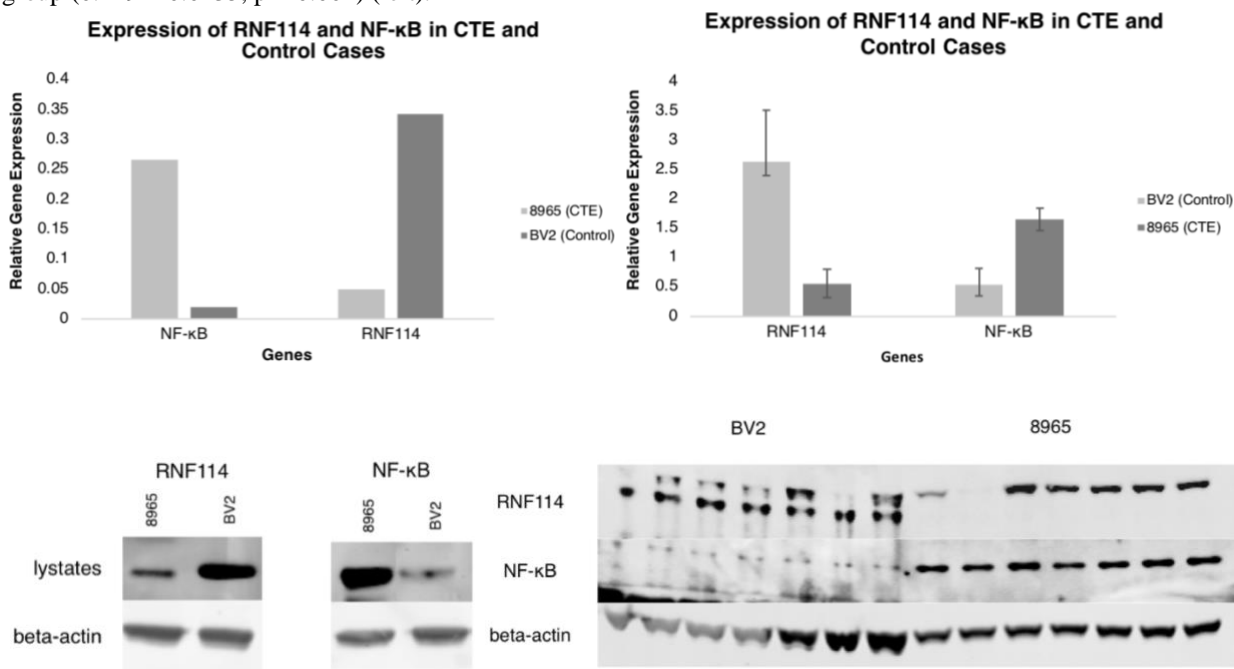 Expression of RNF114 and NF-κB in CTE and
Control Cases
Relative Gene Expression
0.4
0.35
0.3
0.25
0.2
0.15
0.1
0.05
0
NF-κB
RNF114
Genes
8965 (CTE)
BV2 (Control)
Expression of RNF114 and NF-κB in CTE and
Control Cases
Relative Gene Expression
4
3.5
3
2.5
2
1.5
1
0.5
0
RNF114
NF-κB
Genes
BV2 (Control)
8965 (CTE)
RNF114
8965
BV2
NF-κB
8965
BV2
lystates
beta-actin
BV2
8965
RNF114
NF-κB
beta-actin